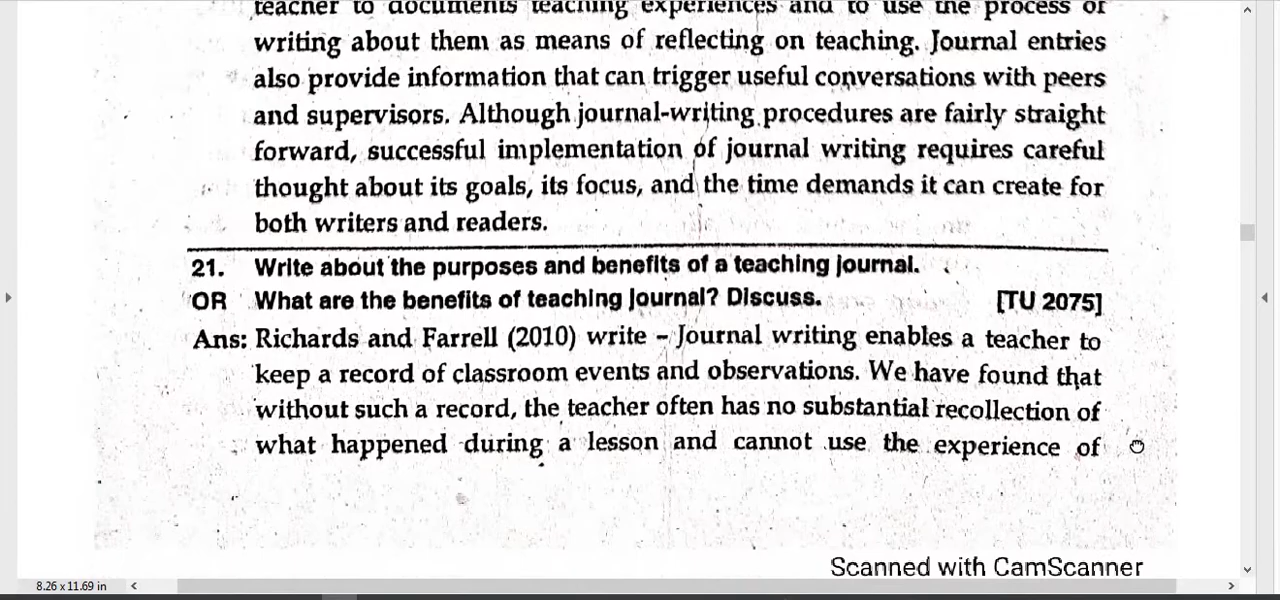 teacher to documents teaching experiences and to use the process of
writing about them as means of reflecting on teaching. Journal entries
also provide information that can trigger useful conversations with peers
and supervisors. Although journal-writing procedures are fairly straight
forward, successful implementation of journal writing requires careful
thought about its goals, its focus, and the time demands it can create for
both writers and readers.
21. Write about the purposes and benefits of a teaching journal.
OR What are the benefits of teaching journal? Discuss. [TU 2075]
Ans: Richards and Farrell (2010) write – Journal writing enables a teacher to
keep a record of classroom events and observations. We have found that
without such a record, the teacher often has no substantial recollection of
what happened during a lesson and cannot use the experience of
Scanned with CamScanner
8.26 x 11.69 in